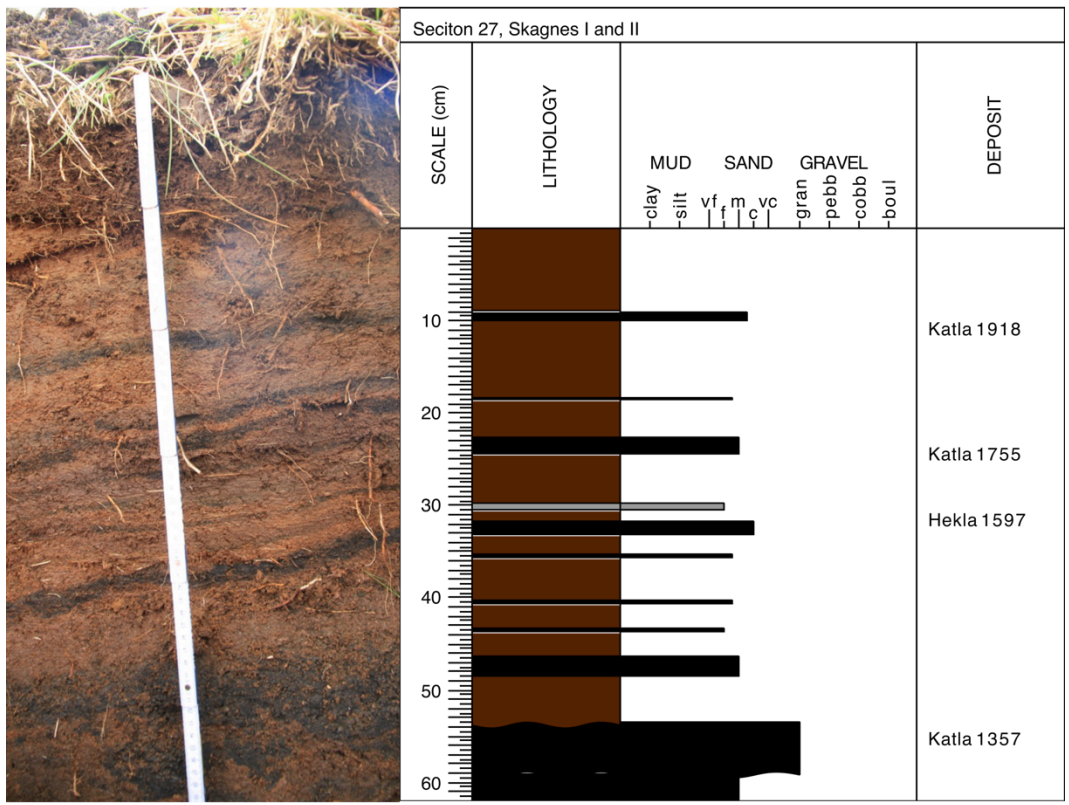 Seciton 27, Skagnes I and II
SCALE (cm)
LITHOLOGY
MUD SAND GRAVEL
clay silt vf f m c vc gran pebb cobb boul
DEPOSIT
10
Katla 1918
20
Katla 1755
30
Hekla 1597
40
50
Katla 1357
60